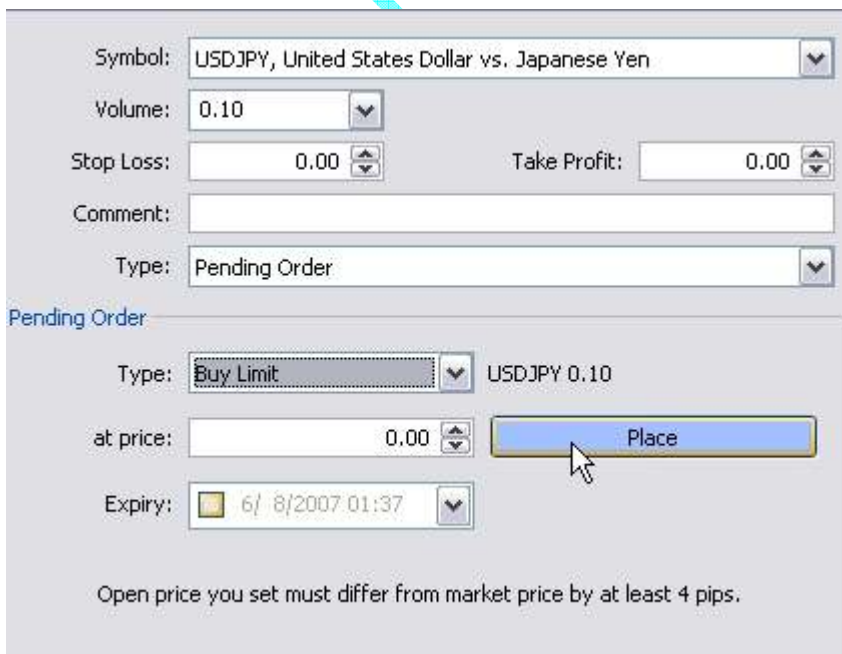 Symbol: USDJPY, United States Dollar vs. Japanese Yen
Volume: 0.10
Stop Loss: 0.00 Take Profit: 0.00
Comment:
Type: Pending Order
Pending Order
Type: Buy Limit USDJPY 0.10
at price: 0.00 Place
Expiry: 6/ 8/2007 01:37
Open price you set must differ from market price by at least 4 pips.